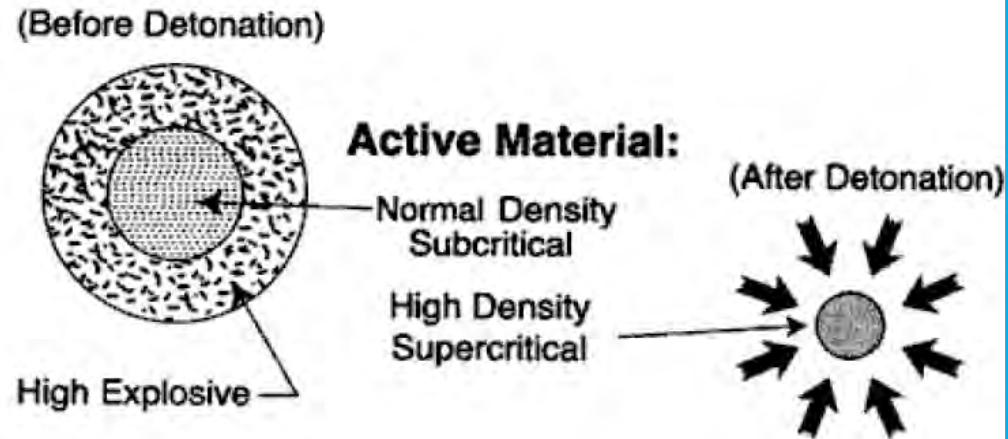 (Before Detonation)
Active Material:
Normal Density
Subcritical
(After Detonation)
High Density
Supercritical
High Explosive